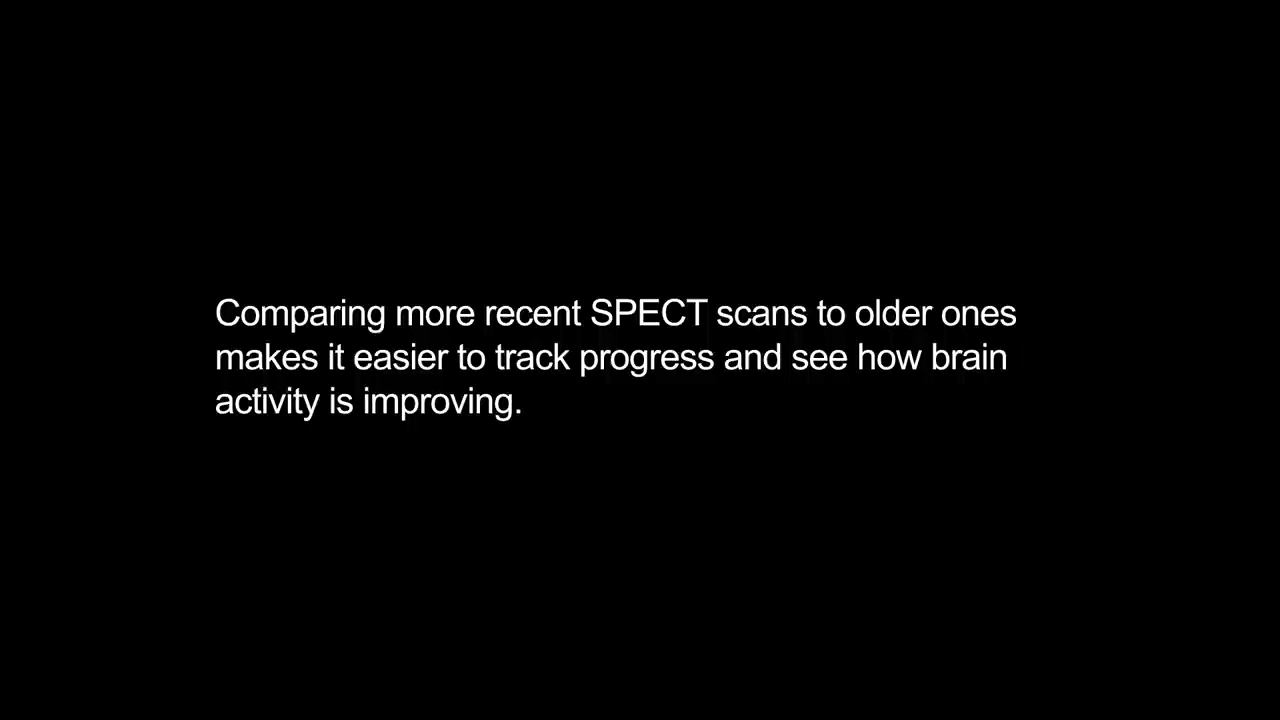 Comparing more recent SPECT scans to older ones
makes it easier to track progress and see how brain
activity is improving.